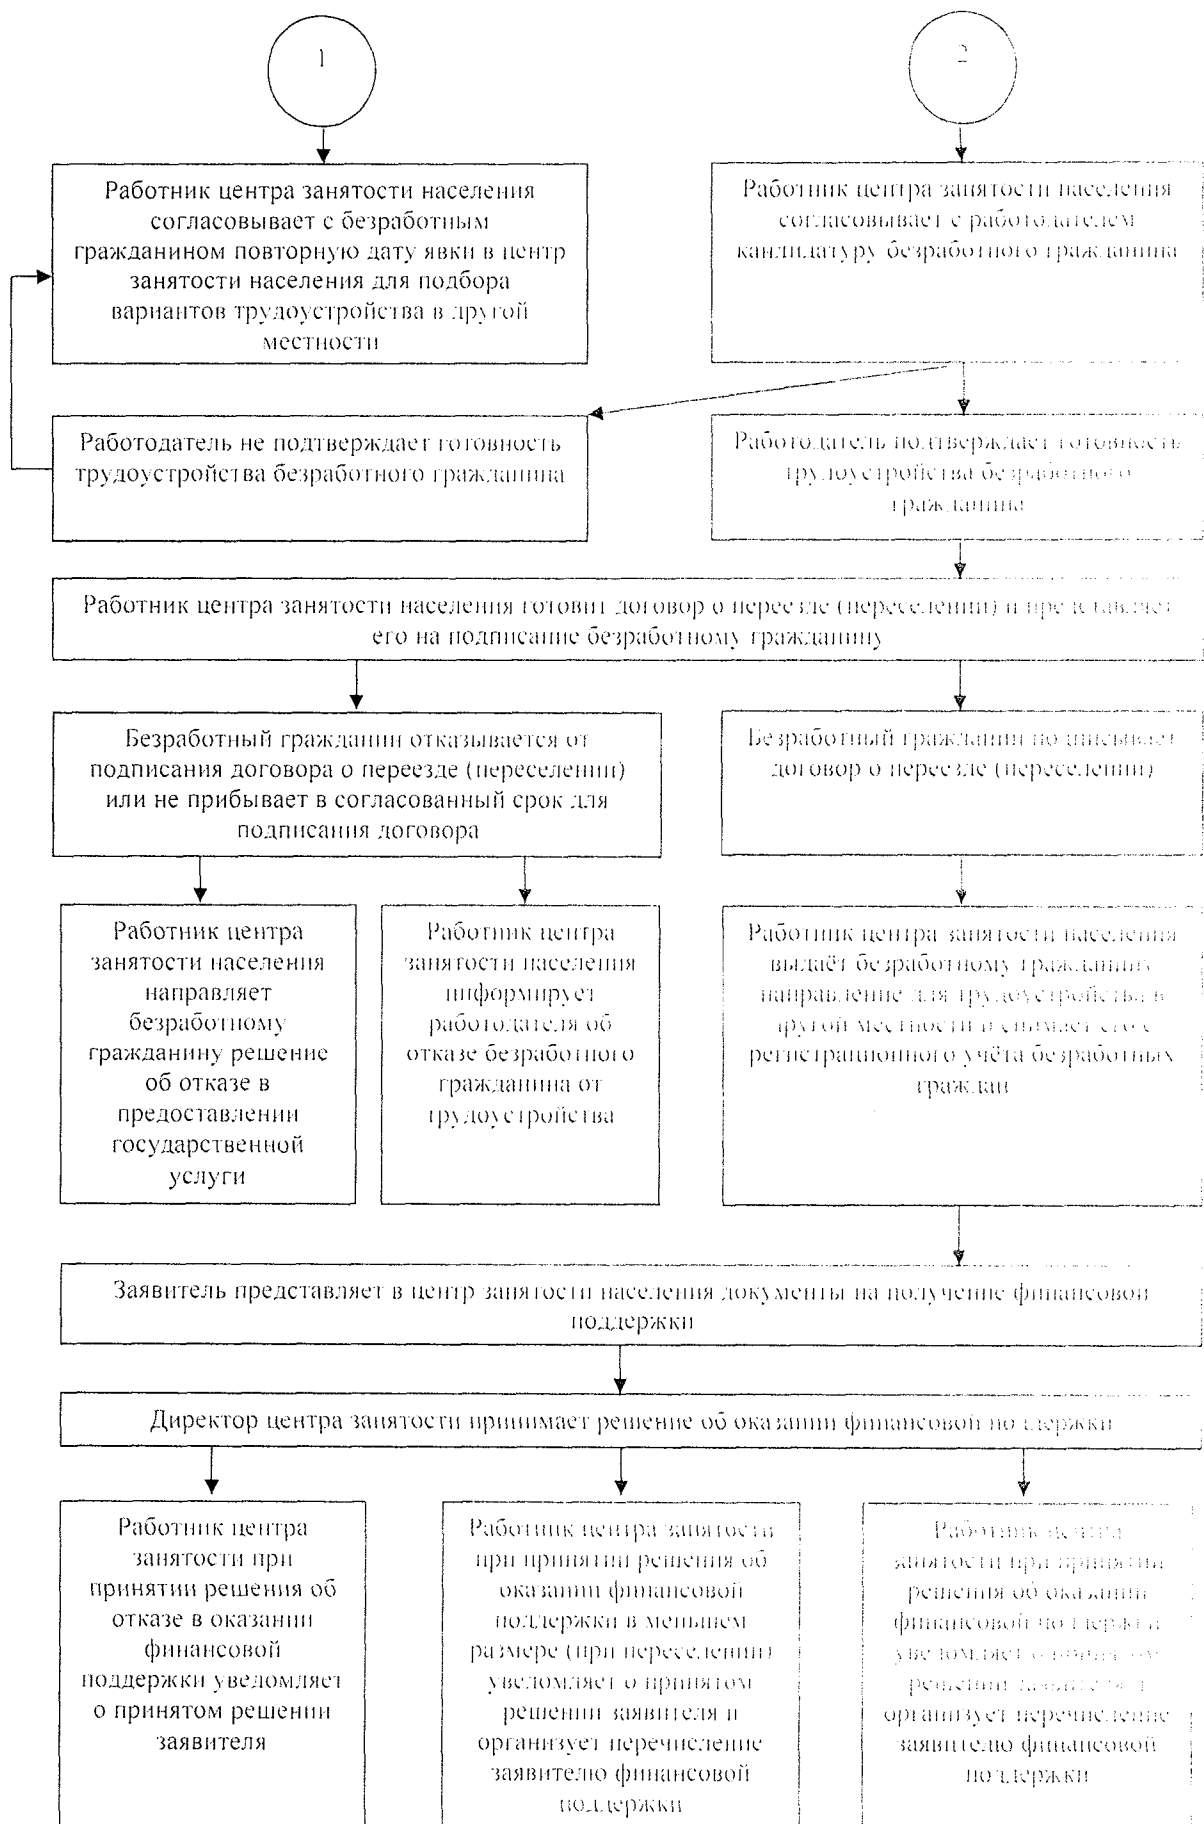 1
2
Работник центра занятости населения
согласовывает с безработным
гражданином повторную дату явки в центр
занятости населения для подбора
вариантов трудоустройства в другой
местности
Работник центра занятости населения
согласовывает с работодателем
кандидатуру безработного гражданина
Работодатель не подтверждает готовность
трудоустройства безработного гражданина
Работодатель подтверждает готовность
трудоустройства безработного
гражданина
Работник центра занятости населения готовит договор о переезде (переселении) и представляет
его на подписание безработному гражданину
Безработный гражданин отказывается от
подписания договора о переезде (переселении)
или не прибывает в согласованный срок для
подписания договора
Безработный гражданин подписывает
договор о переезде (переселении)
Работник центра
занятости населения
направляет
безработному
гражданину решение
об отказе в
предоставлении
государственной
услуги
Работник центра
занятости населения
информирует
работодателя об
отказе безработного
гражданина от
трудоустройства
Работник центра занятости населения
выдаёт безработному гражданину
направление для трудоустройства в
другой местности и снимает его с
регистрационного учёта безработных
граждан
Заявитель представляет в центр занятости населения документы на получение финансовой
поддержки
Директор центра занятости принимает решение об оказании финансовой поддержки
Работник центра
занятости при
принятии решения об
отказе в оказании
финансовой
поддержки уведомляет
о принятом решении
заявителя
Работник центра занятости
при принятии решения об
оказании финансовой
поддержки в меньшем
размере (при переселении)
уведомляет о принятом
решении заявителя и
организует перечисление
заявителю финансовой
поддержки
Работник центра
занятости при принятии
решения об оказании
финансовой поддержки
уведомляет о принятом
решении заявителя и
организует перечисление
заявителю финансовой
поддержки